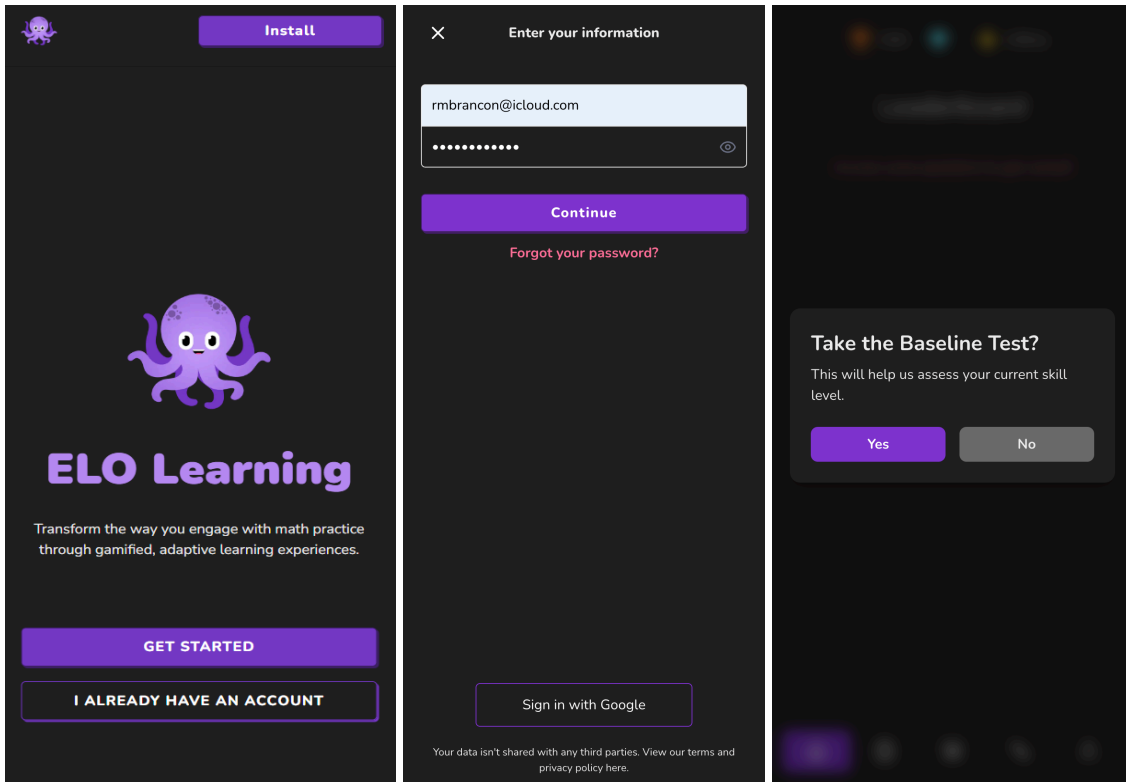 Install
ELO Learning
Transform the way you engage with math practice
through gamified, adaptive learning experiences.
GET STARTED
I ALREADY HAVE AN ACCOUNT
Enter your information
rmbrancon@icloud.com
••••••••••••
Continue
Forgot your password?
Sign in with Google
Your data isn't shared with any third parties. View our terms and
privacy policy here.
Leaderboard
Take the Baseline Test?
This will help us assess your current skill
level.
Yes
No